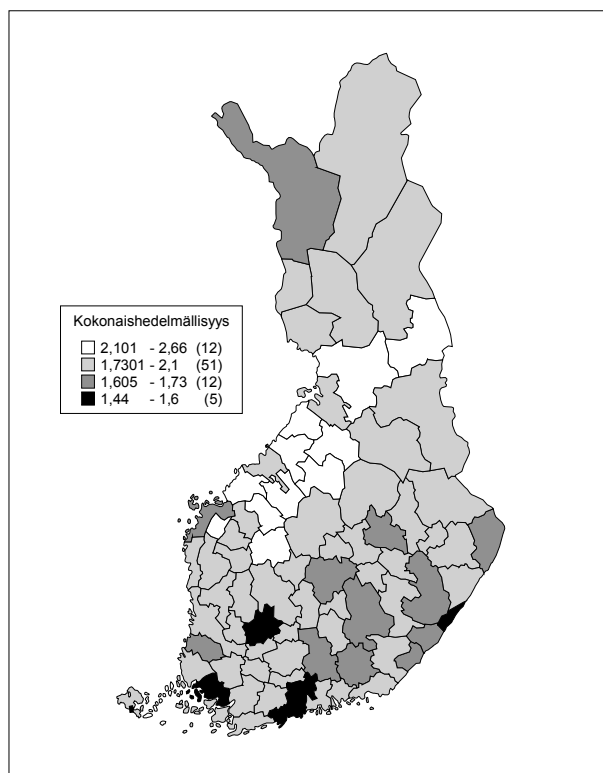 Kokonaishedelmällisyys
2,101 - 2,66 (12)
1,7301 - 2,1 (51)
1,605 - 1,73 (12)
1,44 - 1,6 (5)